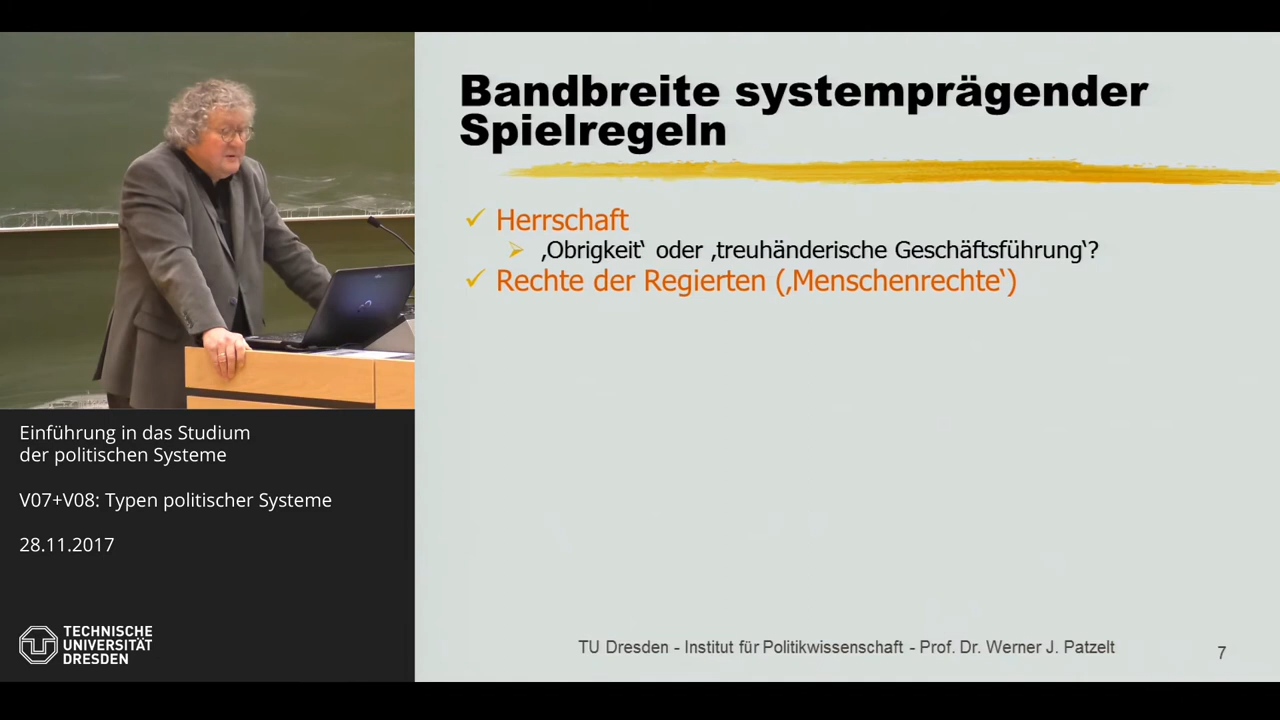 Bandbreite systemprägender
Spielregeln
✓ Herrschaft
➢ ‚Obrigkeit‘ oder ‚treuhänderische Geschäftsführung‘?
✓ Rechte der Regierten (‚Menschenrechte‘)
Einführung in das Studium
der politischen Systeme
V07+V08: Typen politischer Systeme
28.11.2017
TECHNISCHE
UNIVERSITÄT
DRESDEN
TU Dresden - Institut für Politikwissenschaft - Prof. Dr. Werner J. Patzelt
7